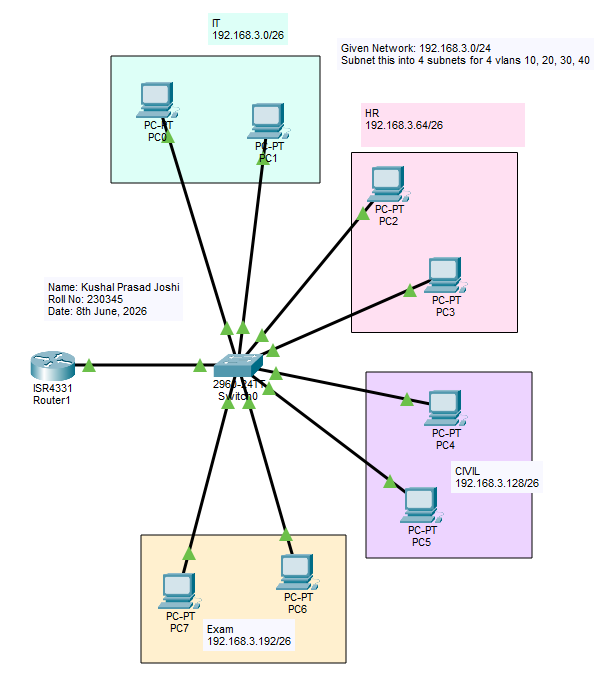 IT
192.168.3.0/26
Given Network: 192.168.3.0/24
Subnet this into 4 subnets for 4 vlans 10, 20, 30, 40
HR
192.168.3.64/26
PC-PT
PC0
PC-PT
PC1
PC-PT
PC2
PC-PT
PC3
Name: Kushal Prasad Joshi
Roll No: 230345
Date: 8th June, 2026
ISR4331
Router1
2960-24TT
Switch0
PC-PT
PC4
CIVIL
192.168.3.128/26
PC-PT
PC5
PC-PT
PC6
PC-PT
PC7
Exam
192.168.3.192/26